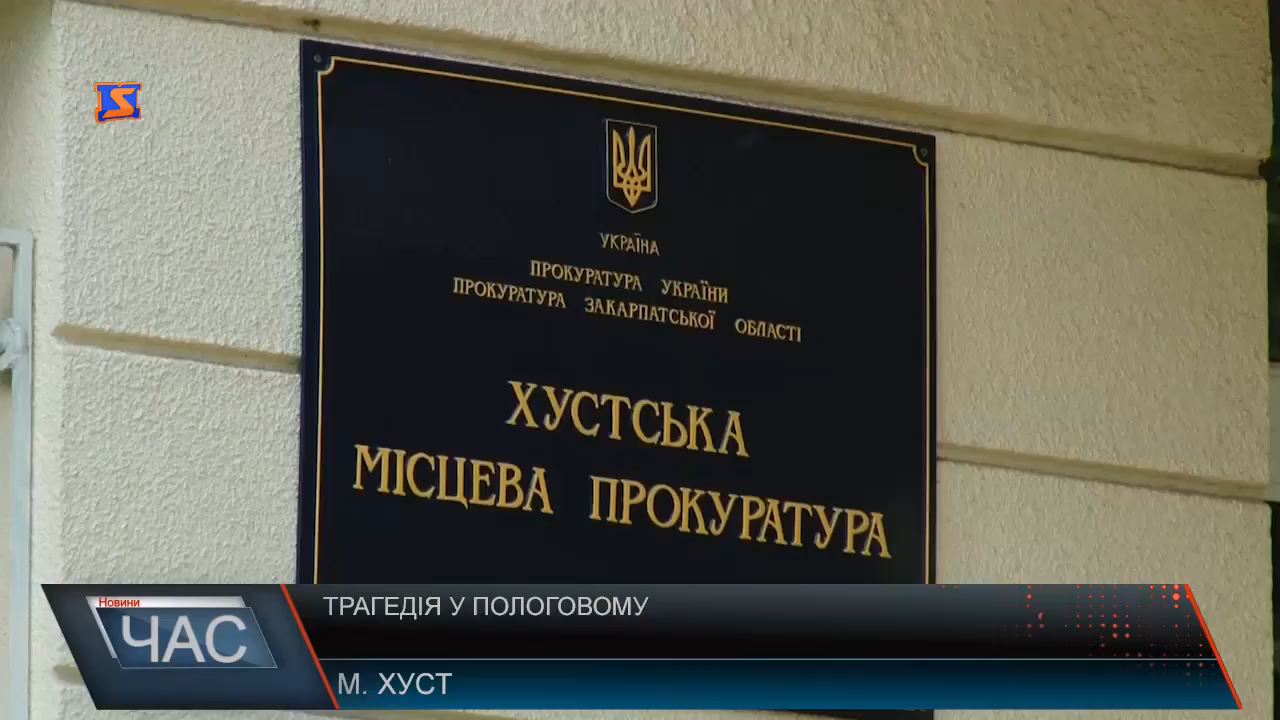 S
УКРАЇНА
ПРОКУРАТУРА УКРАЇНИ
ПРОКУРАТУРА ЗАКАРПАТСЬКОЇ ОБЛАСТІ
ХУСТСЬКА
МІСЦЕВА ПРОКУРАТУРА
Новини
ЧАС
ТРАГЕДІЯ У ПОЛОГОВОМУ
М. ХУСТ